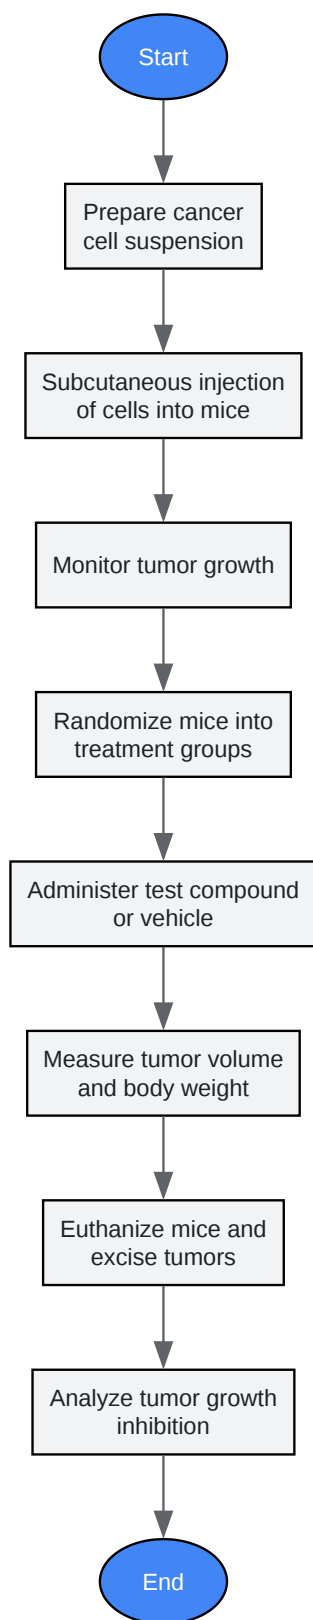 Start
Prepare cancer
cell suspension
Subcutaneous injection
of cells into mice
Monitor tumor growth
Randomize mice into
treatment groups
Administer test compound
or vehicle
Measure tumor volume
and body weight
Euthanize mice and
excise tumors
Analyze tumor growth
inhibition
End